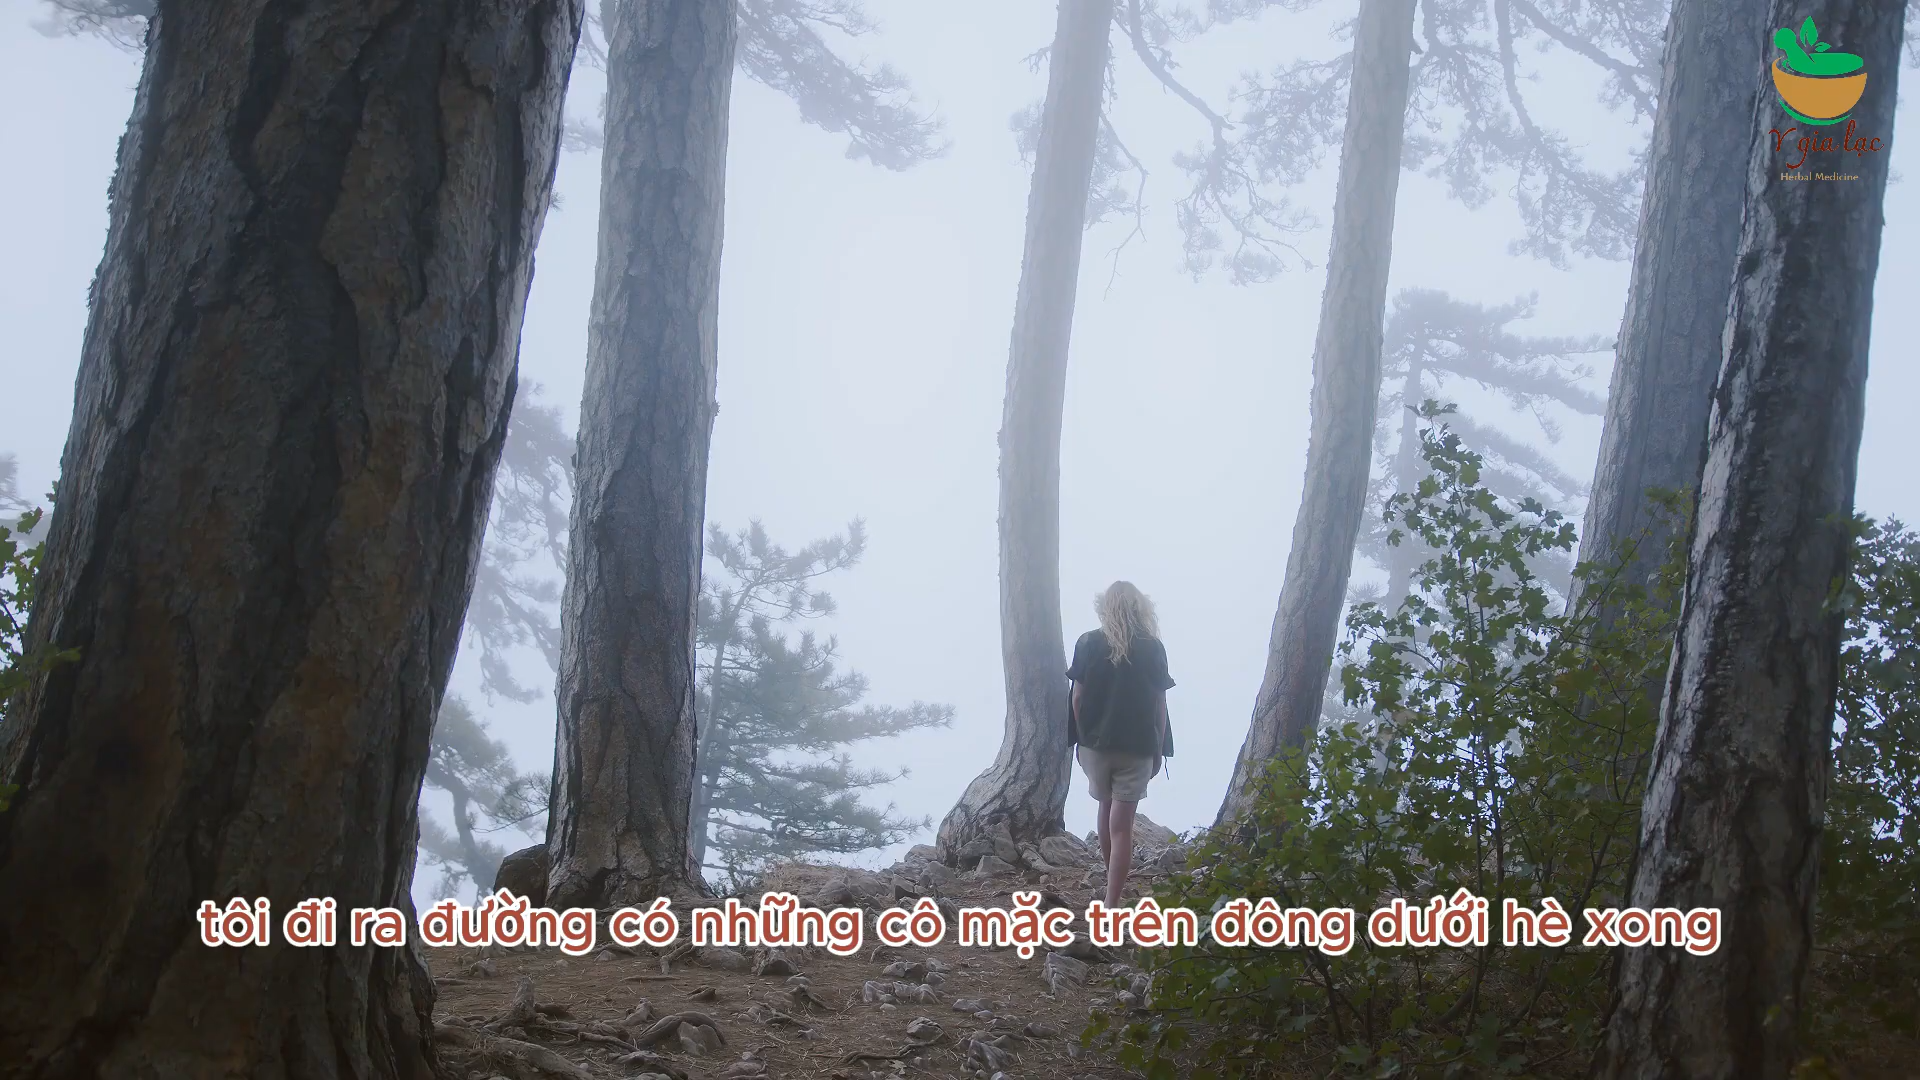 Y gia lạc
Herbal Medicine
tôi đi ra đường có những cô mặc trên đông dưới hè xong